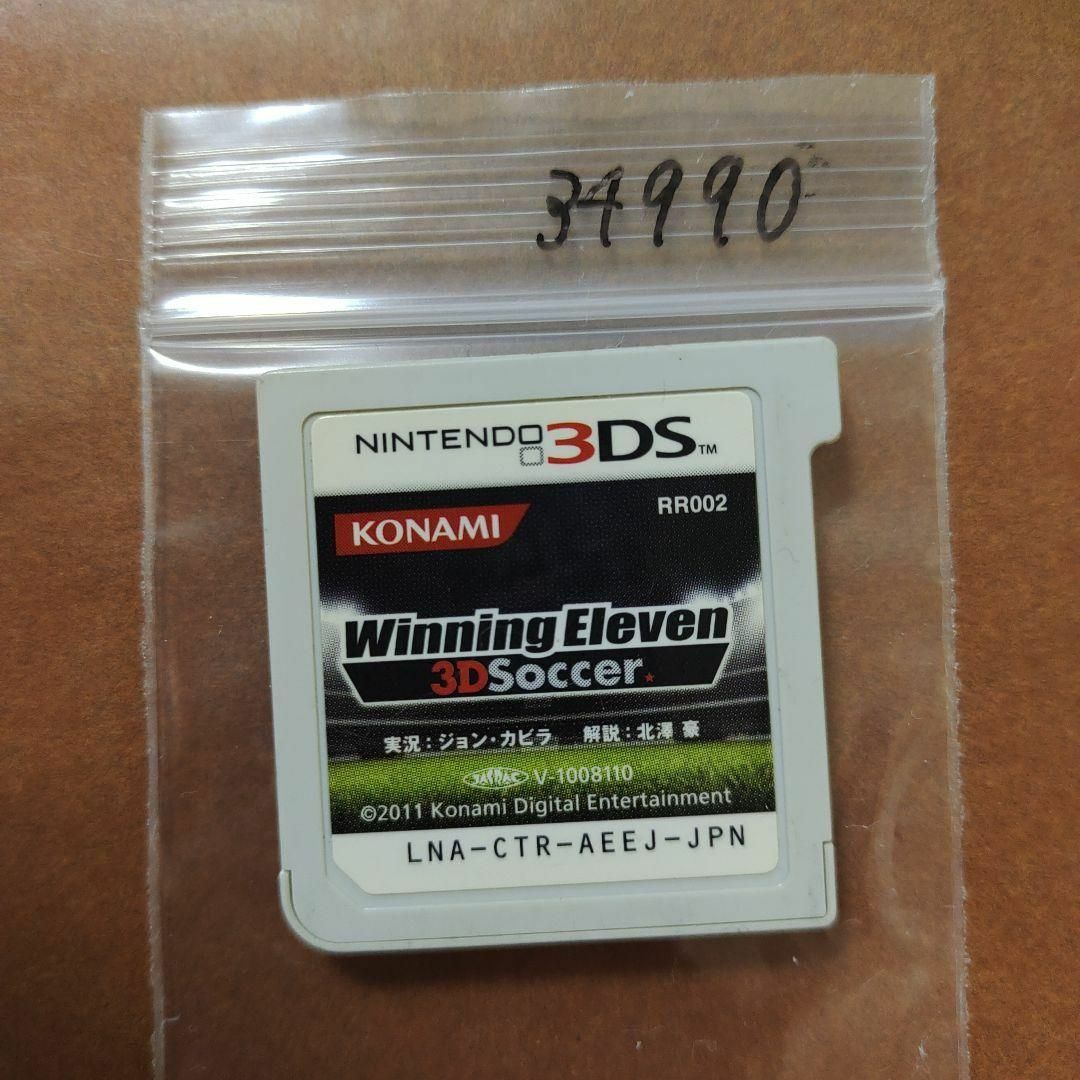 34990
NINTENDO 3DS™
KONAMI
RR002
Winning Eleven
3DSoccer
実況：ジョン・カビラ 解説：北澤 豪
JASRAC V-1008110
©2011 Konami Digital Entertainment
LNA-CTR-AEEJ-JPN